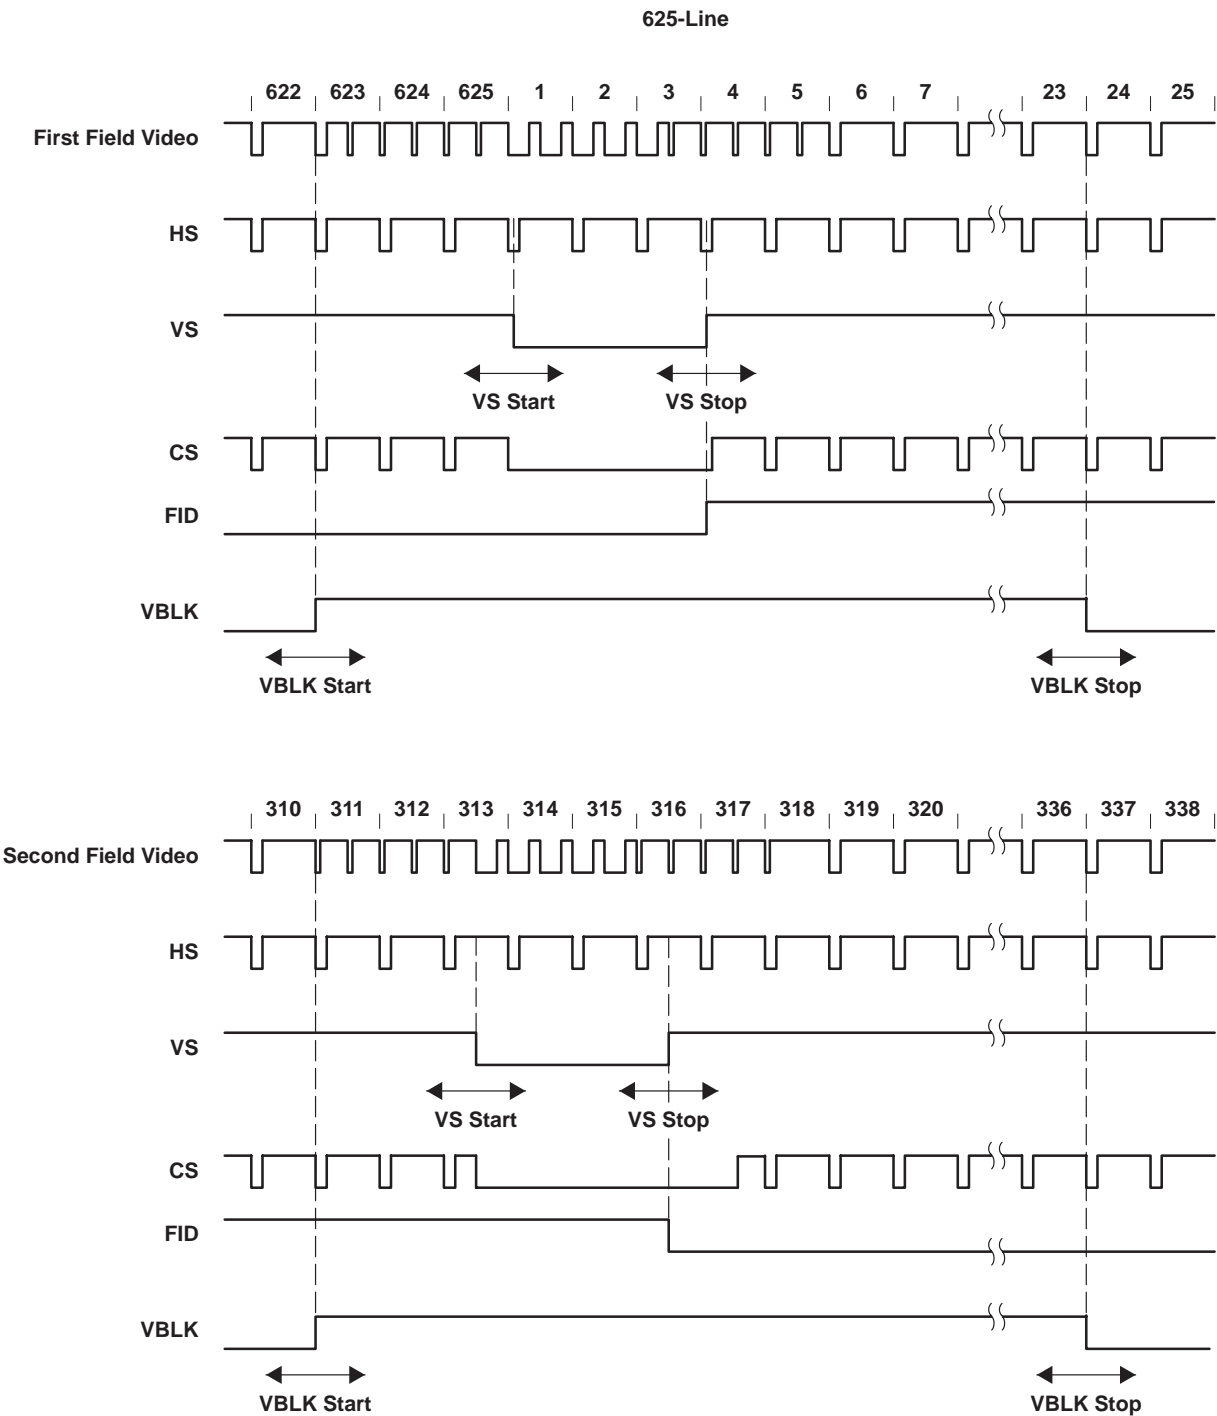 625-Line
622 623 624 625 1 2 3 4 5 6 7 23 24 25
First Field Video
HS
VS
VS Start VS Stop
CS
FID
VBLK
VBLK Start VBLK Stop
310 311 312 313 314 315 316 317 318 319 320 336 337 338
Second Field Video
HS
VS
VS Start VS Stop
CS
FID
VBLK
VBLK Start VBLK Stop